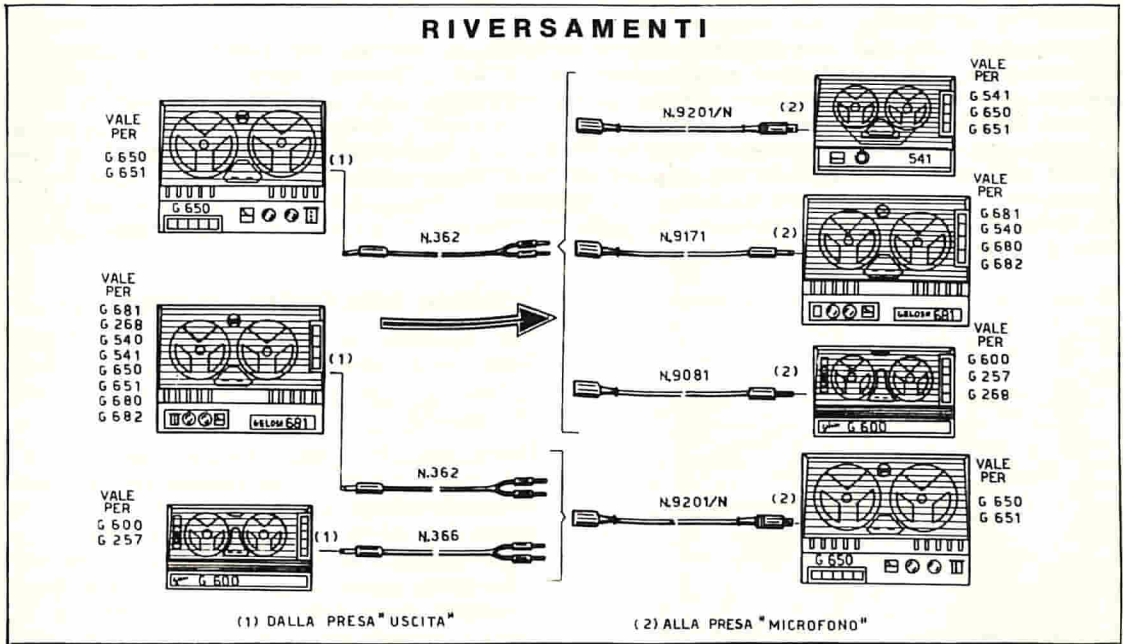 RIVERSAMENTI
VALE
PER
G 650
G 651
(1)
G 650
N.362
VALE
PER
G 681
G 268
G 540
G 541
G 650
G 651
G 680
G 682
(1)
GELOSO 681
N.362
VALE
PER
G 600
G 257
(1)
G 600
N.366
N.9201/N
(2)
541
VALE
PER
G 541
G 650
G 651
N.9171
(2)
GELOSO 681
VALE
PER
G 681
G 540
G 680
G 682
N.9081
(2)
G 600
VALE
PER
G 600
G 257
G 268
N.9201/N
(2)
G 650
VALE
PER
G 650
G 651
(1) DALLA PRESA "USCITA"
(2) ALLA PRESA "MICROFONO"